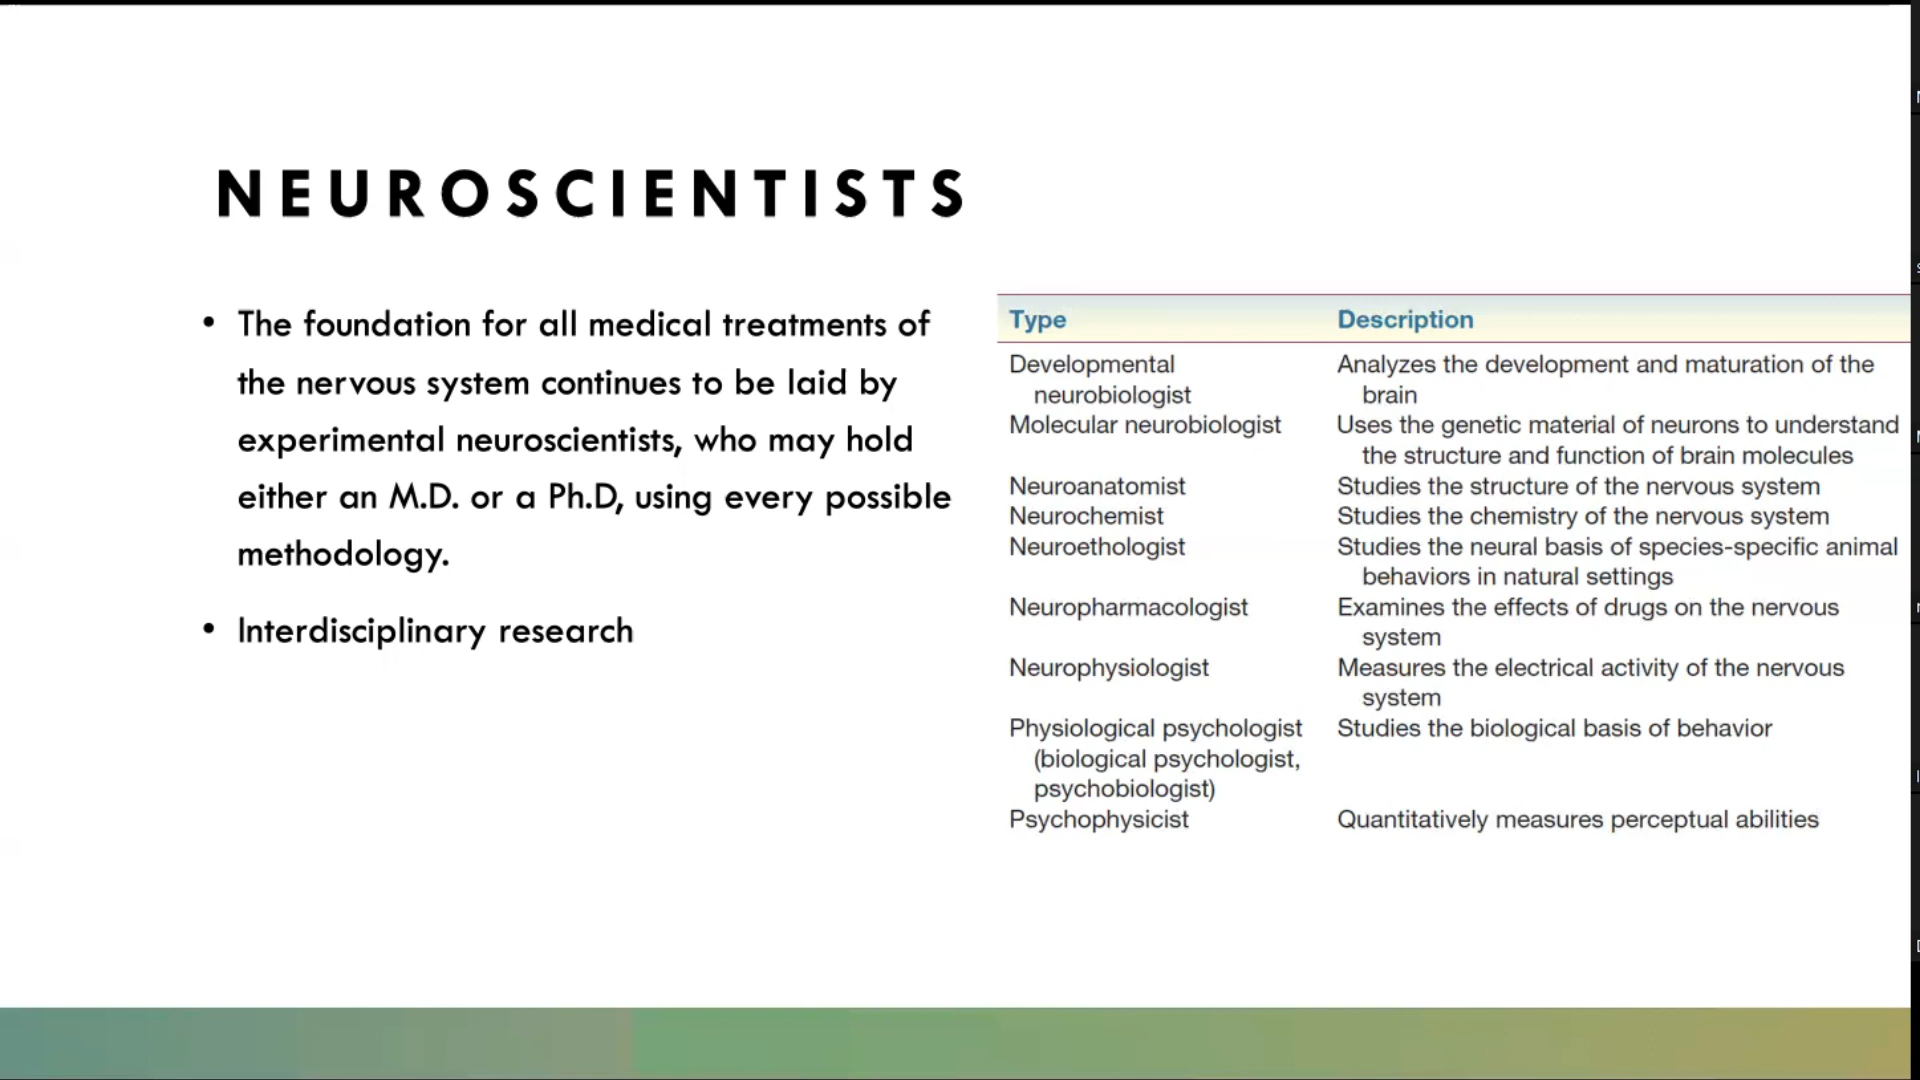 NEUROSCIENTISTS
• The foundation for all medical treatments of
the nervous system continues to be laid by
experimental neuroscientists, who may hold
either an M.D. or a Ph.D, using every possible
methodology.
• Interdisciplinary research
Type Description
Developmental Analyzes the development and maturation of the
neurobiologist brain
Molecular neurobiologist Uses the genetic material of neurons to understand
the structure and function of brain molecules
Neuroanatomist Studies the structure of the nervous system
Neurochemist Studies the chemistry of the nervous system
Neuroethologist Studies the neural basis of species-specific animal
behaviors in natural settings
Neuropharmacologist Examines the effects of drugs on the nervous
system
Neurophysiologist Measures the electrical activity of the nervous
system
Physiological psychologist Studies the biological basis of behavior
(biological psychologist,
psychobiologist)
Psychophysicist Quantitatively measures perceptual abilities